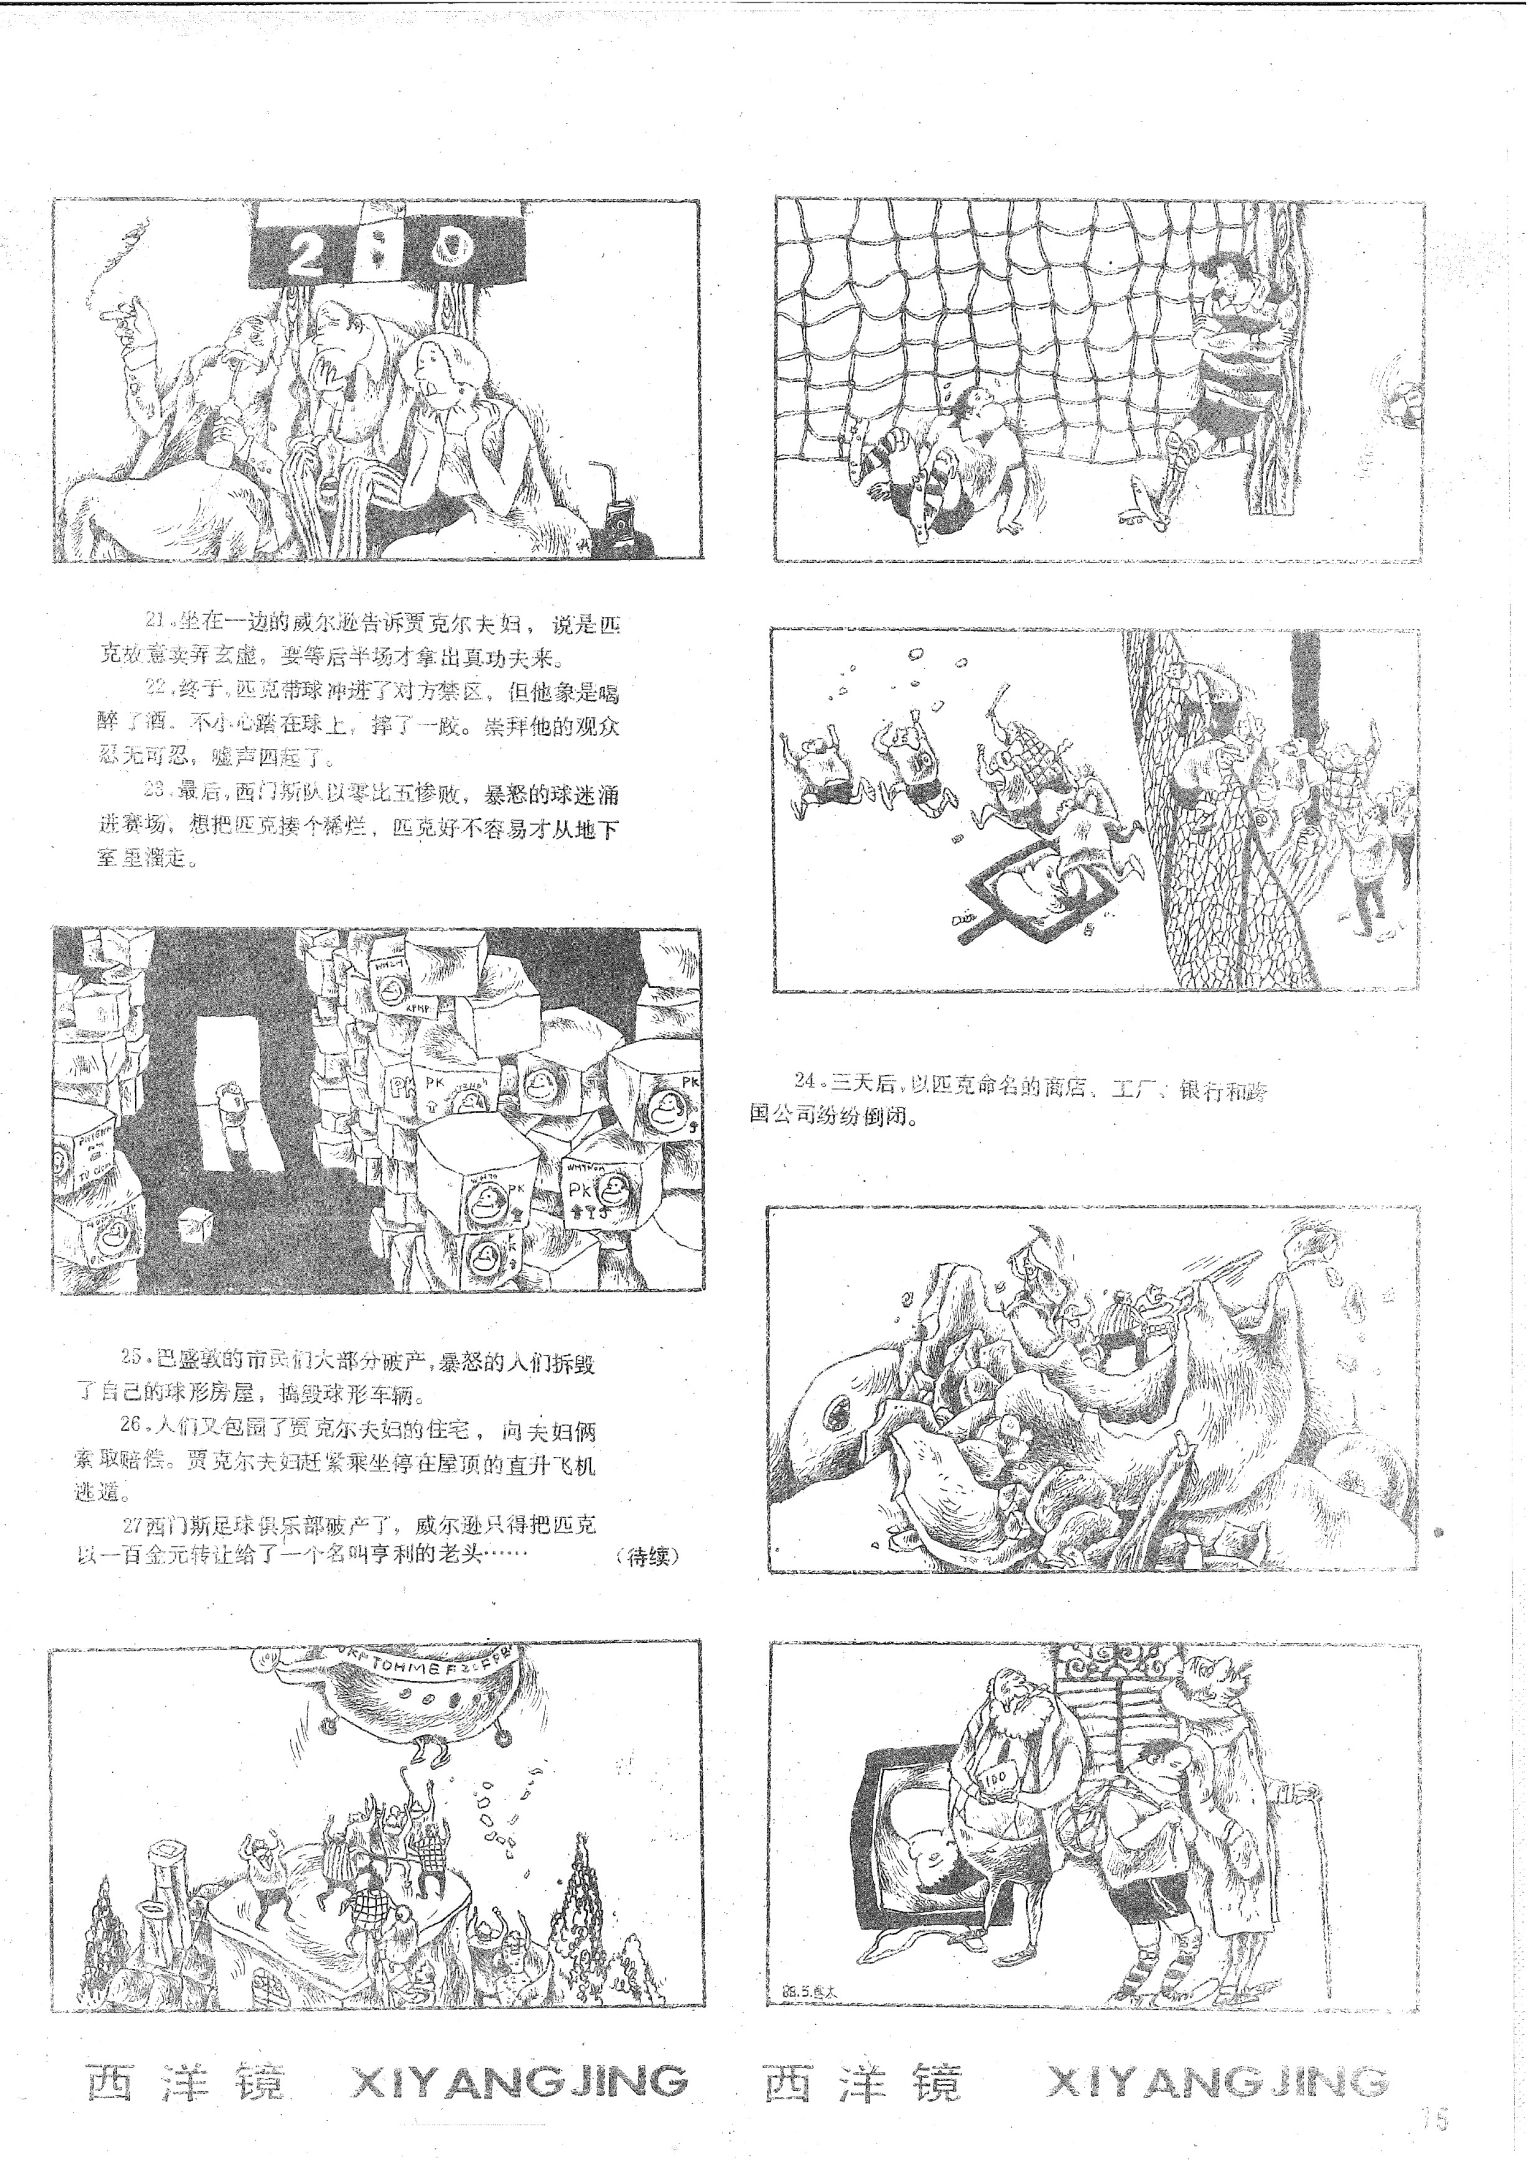 2:0
21.坐在一边的威尔逊告诉贾克尔夫妇，说是匹
克故意卖弄玄虚，要等后半场才拿出真功夫来。
22.终于,匹克带球冲进了对方禁区，但他象是喝
醉了酒。不小心踏在球上，摔了一跤。崇拜他的观众
忍无可忍，嘘声四起了。
23.最后,西门斯队以零比五惨败，暴怒的球迷涌
进赛场，想把匹克揍个稀烂，匹克好不容易才从地下
室里溜走。
24.三天后,以匹克命名的商店、工厂、银行和跨
国公司纷纷倒闭。
PK
PK
PK
PK
PK
25.巴盛敦的市民们大部分破产,暴怒的人们拆毁
了自己的球形房屋，捣毁球形车辆。
26.人们又包围了贾克尔夫妇的住宅，向夫妇俩
索取赔偿。贾克尔夫妇赶紧乘坐停在屋顶的直升飞机
逃遁。
27西门斯足球俱乐部破产了，威尔逊只得把匹克
以一百金元转让给了一个名叫亨利的老头……（待续）
100
88.5.
西洋镜 XIYANGJING 西洋镜 XIYANGJING